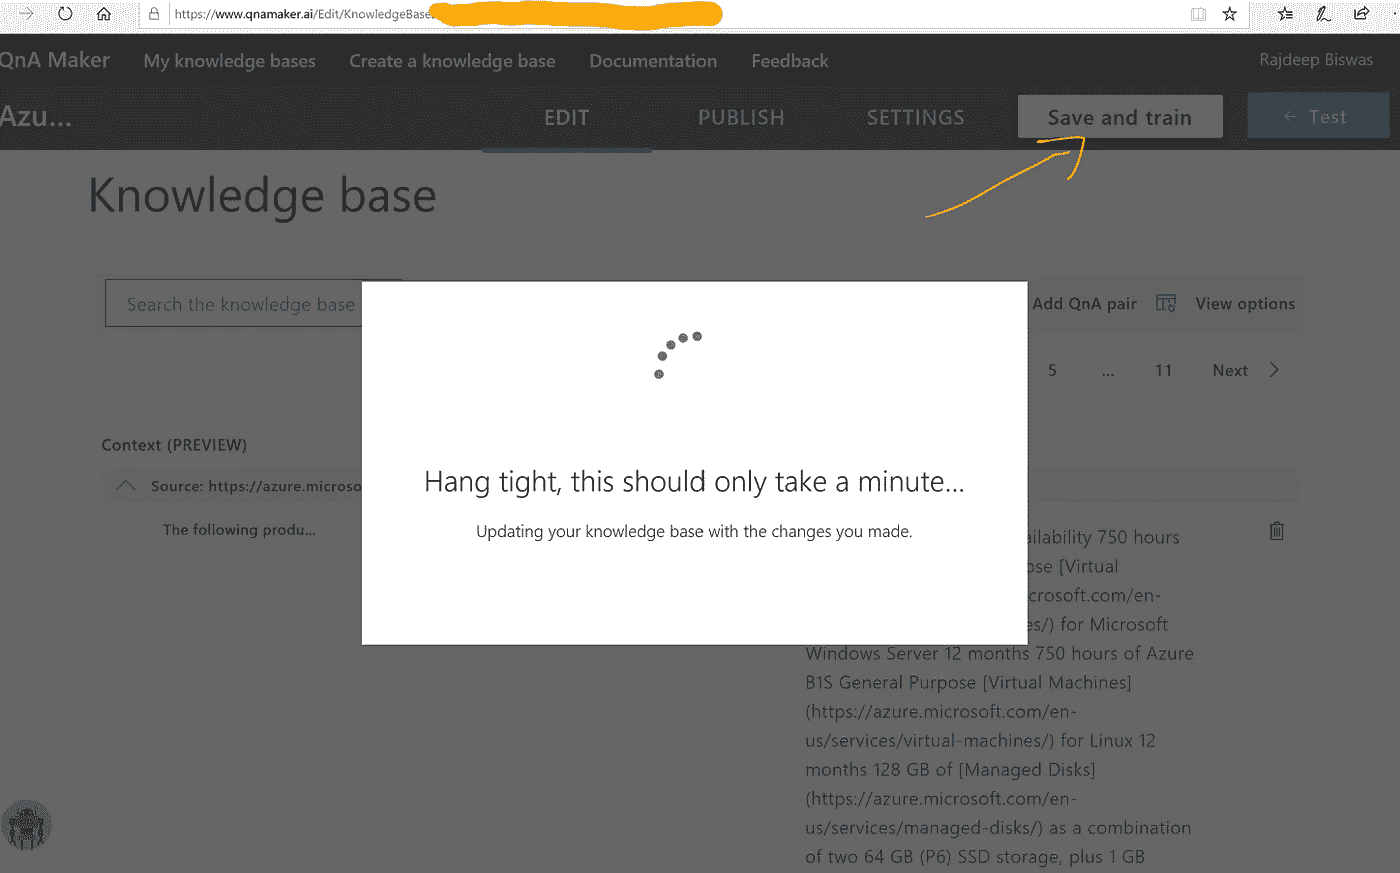 https://www.qnamaker.ai/Edit/KnowledgeBase
QnA Maker My knowledge bases Create a knowledge base Documentation Feedback Rajdeep Biswas
Azu... EDIT PUBLISH SETTINGS Save and train ← Test
Knowledge base
Search the knowledge base
Add QnA pair View options
5 ... 11 Next
Context (PREVIEW)
Source: https://azure.microso
The following produ...
Hang tight, this should only take a minute...
Updating your knowledge base with the changes you made.
ailability 750 hours
ose [Virtual
crosoft.com/en-
es/) for Microsoft
Windows Server 12 months 750 hours of Azure
B1S General Purpose [Virtual Machines]
(https://azure.microsoft.com/en-
us/services/virtual-machines/) for Linux 12
months 128 GB of [Managed Disks]
(https://azure.microsoft.com/en-
us/services/managed-disks/) as a combination
of two 64 GB (P6) SSD storage, plus 1 GB